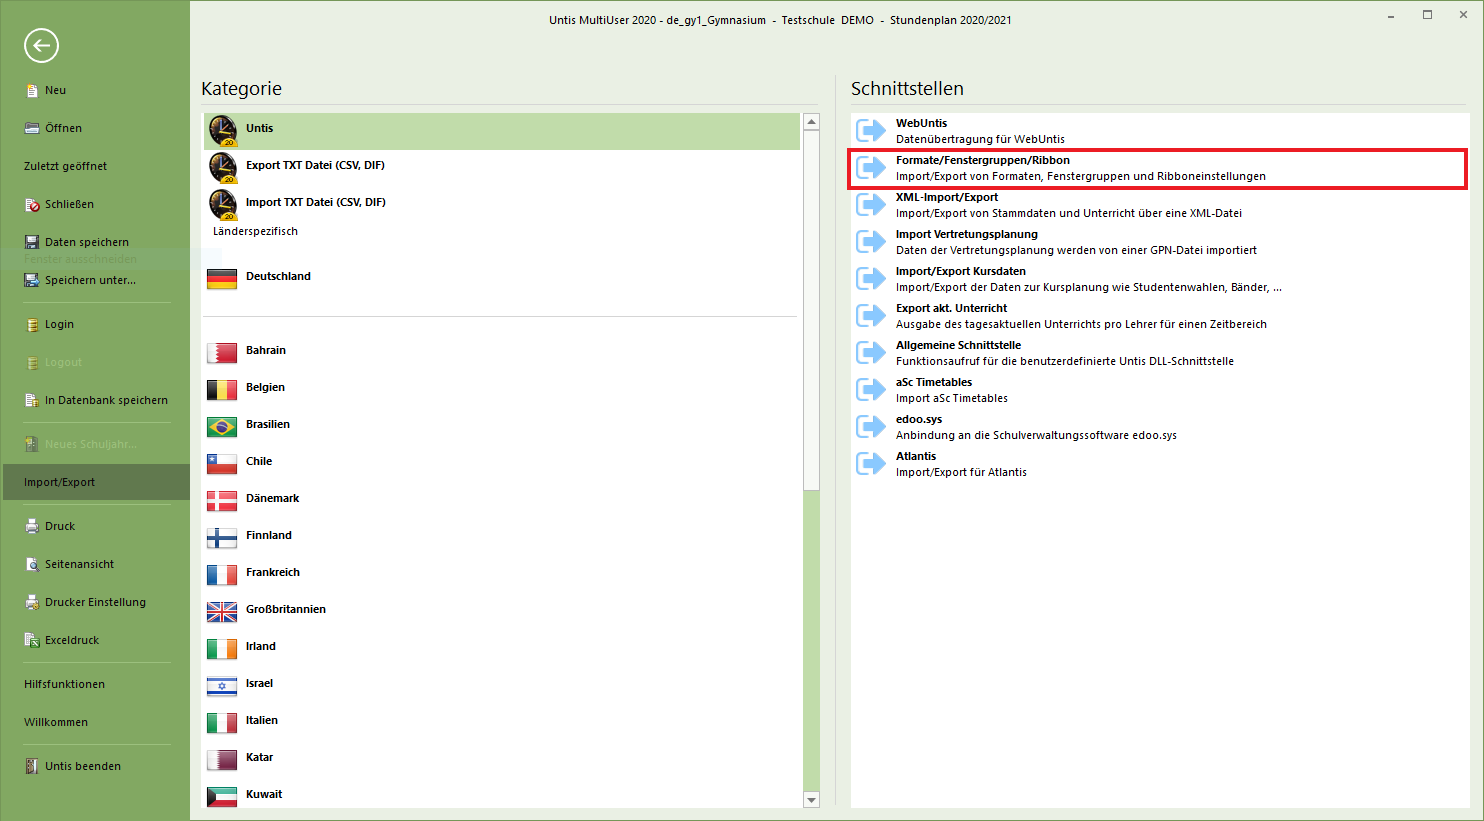 Untis MultiUser 2020 - de_gy1_Gymnasium - Testschule DEMO - Stundenplan 2020/2021
Neu
Öffnen
Zuletzt geöffnet
Schließen
Daten speichern
Fenster ausschneiden
Speichern unter...
Login
Logout
In Datenbank speichern
Neues Schuljahr...
Import/Export
Druck
Seitenansicht
Drucker Einstellung
Exceldruck
Hilfsfunktionen
Willkommen
Untis beenden
Kategorie
20
Untis
20
Export TXT Datei (CSV, DIF)
20
Import TXT Datei (CSV, DIF)
Länderspezifisch
Deutschland
Bahrain
Belgien
Brasilien
Chile
Dänemark
Finnland
Frankreich
Großbritannien
Irland
Israel
Italien
Katar
Kuwait
Schnittstellen
WebUntis
Datenübertragung für WebUntis
Formate/Fenstergruppen/Ribbon
Import/Export von Formaten, Fenstergruppen und Ribboneinstellungen
XML-Import/Export
Import/Export von Stammdaten und Unterricht über eine XML-Datei
Import Vertretungsplanung
Daten der Vertretungsplanung werden von einer GPN-Datei importiert
Import/Export Kursdaten
Import/Export der Daten zur Kursplanung wie Studentenwahlen, Bänder, ...
Export akt. Unterricht
Ausgabe des tagesaktuellen Unterrichts pro Lehrer für einen Zeitbereich
Allgemeine Schnittstelle
Funktionsaufruf für die benutzerdefinierte Untis DLL-Schnittstelle
aSc Timetables
Import aSc Timetables
edoo.sys
Anbindung an die Schulverwaltungssoftware edoo.sys
Atlantis
Import/Export für Atlantis